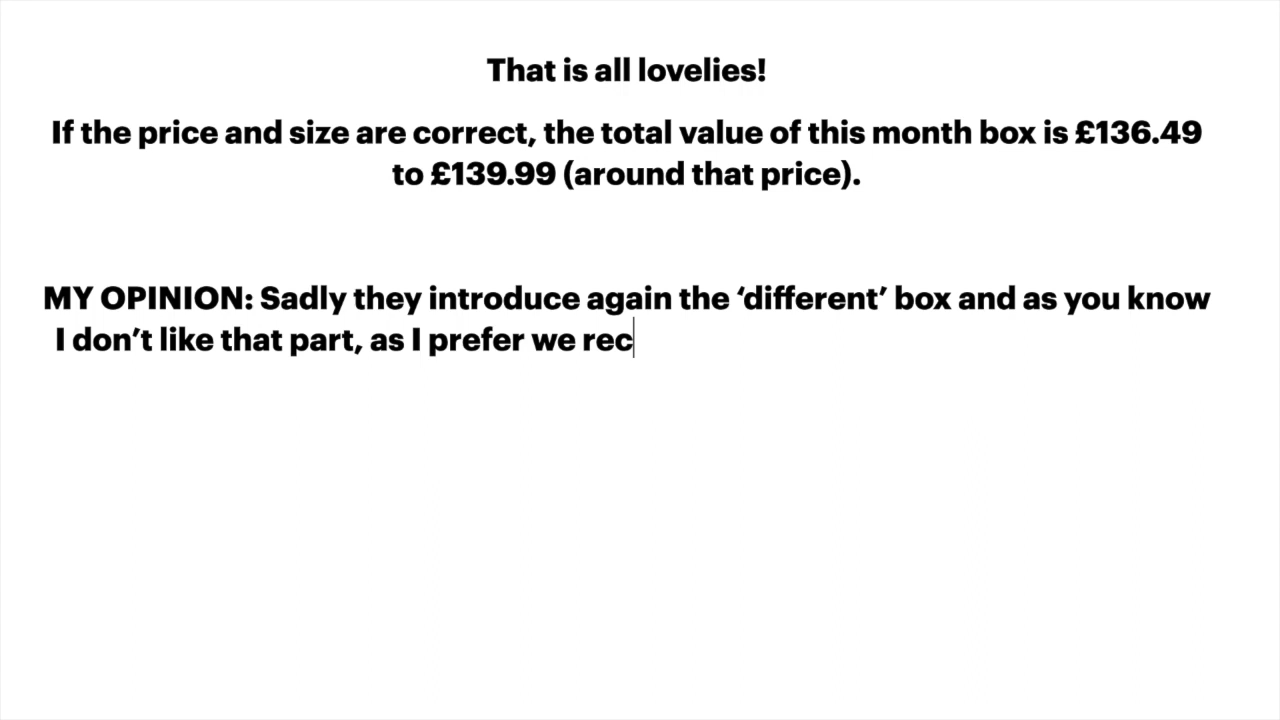 That is all lovelies!
If the price and size are correct, the total value of this month box is £136.49
to £139.99 (around that price).
MY OPINION: Sadly they introduce again the ‘different’ box and as you know
I don’t like that part, as I prefer we rec